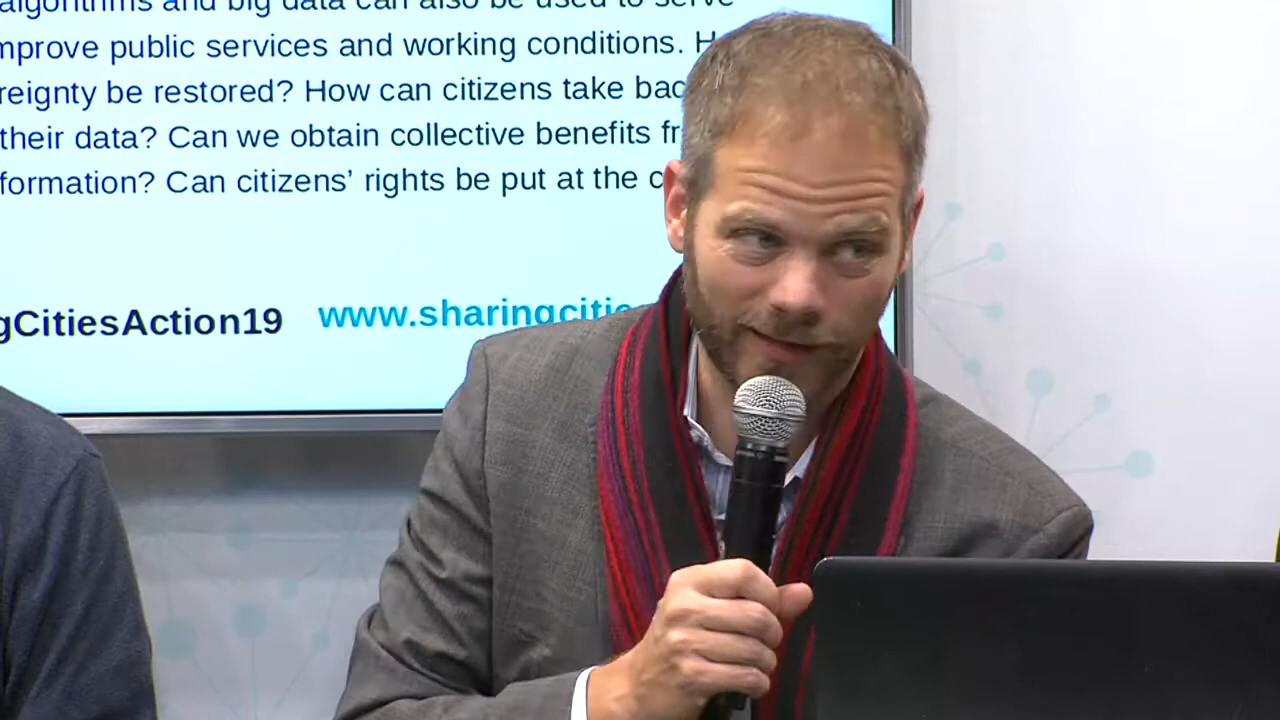 algorithms and big data can also be used to serve
mprove public services and working conditions. H
reignty be restored? How can citizens take bac
their data? Can we obtain collective benefits fr
formation? Can citizens' rights be put at the c
gCitiesAction19 www.sharingcitie